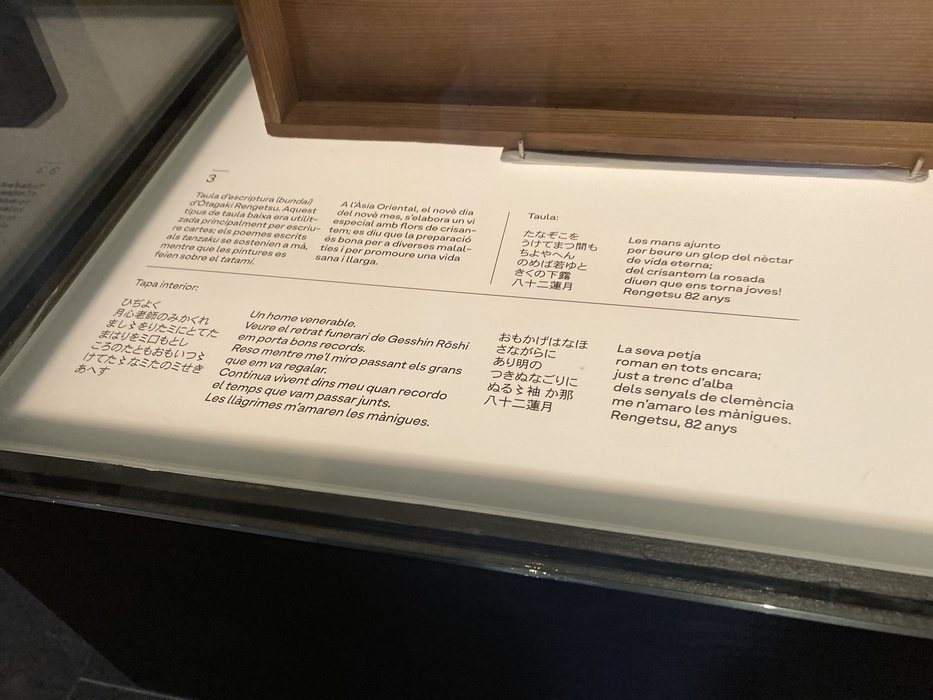 3
Taula d'escriptura (bundai)
d'Ōtagaki Rengetsu. Aquest
tipus de taula baixa era utilit-
zada principalment per escriu-
re cartes; els poemes escrits
als tanzaku se sostenien a mà,
mentre que les pintures es
feien sobre el tatami.
A l'Àsia Oriental, el novè dia
del novè mes, s'elabora un vi
especial amb flors de crisan-
tem; es diu que la preparació
és bona per a diverses malal-
ties i per promoure una vida
sana i llarga.
Taula:
たなぞこを
うけてまつ間も
ちよやへん
のめば若ゆと
きくの下露
八十二蓮月
Les mans ajunto
per beure un glop del nèctar
de vida eterna;
del crisantem la rosada
diuen que ens torna joves!
Rengetsu 82 anys
Tapa interior:
ひぢよく
月心老師のみかくれ
ましゞをりたミにとてた
まはりをミ口もとし
ころのたともおもいつゞ
けてたゞなミたのミせき
あへす
Un home venerable.
Veure el retrat funerari de Gesshin Rōshi
em porta bons records.
Reso mentre me'l miro passant els grans
que em va regalar.
Continua vivent dins meu quan recordo
el temps que vam passar junts.
Les llàgrimes m'amaren les mànigues.
おもかげはなほ
さながらに
あり明の
つきぬなごりに
ぬるゞ袖 か那
八十二蓮月
La seva petja
roman en tots encara;
just a trenc d'alba
dels senyals de clemència
me n'amaro les mànigues.
Rengetsu, 82 anys